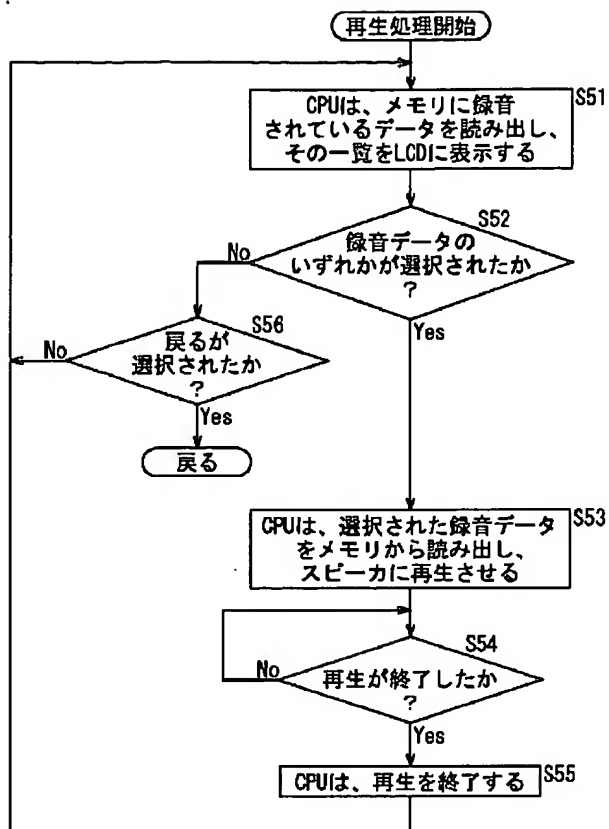 再生処理開始
S51
CPUは、メモリに録音
されているデータを読み出し、
その一覧をLCDに表示する
S52
録音データの
いずれかが選択されたか
?
No
Yes
S56
戻るが
選択されたか
?
No
Yes
戻る
S53
CPUは、選択された録音データ
をメモリから読み出し、
スピーカに再生させる
S54
再生が終了したか
?
No
Yes
CPUは、再生を終了する
S55